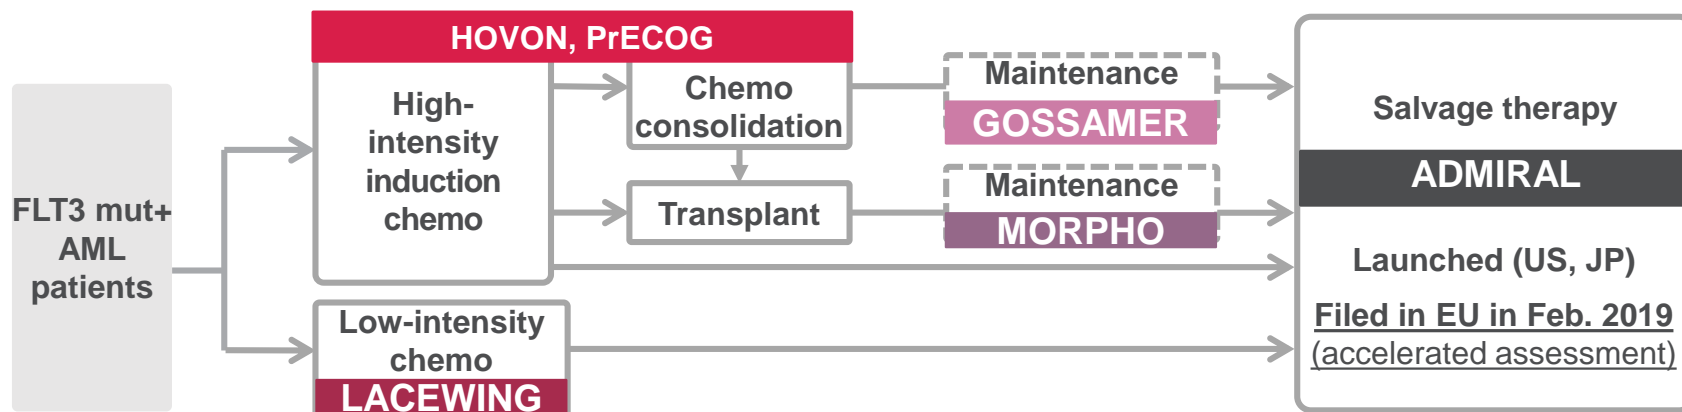 FLT3 mut+
AML
patients
HOVON, PrECOG
High-
intensity
induction
chemo
Chemo
consolidation
Transplant
Maintenance
GOSSAMER
Maintenance
MORPHO
Low-intensity
chemo
LACEWING
Salvage therapy
ADMIRAL
Launched (US, JP)
Filed in EU in Feb. 2019
(accelerated assessment)